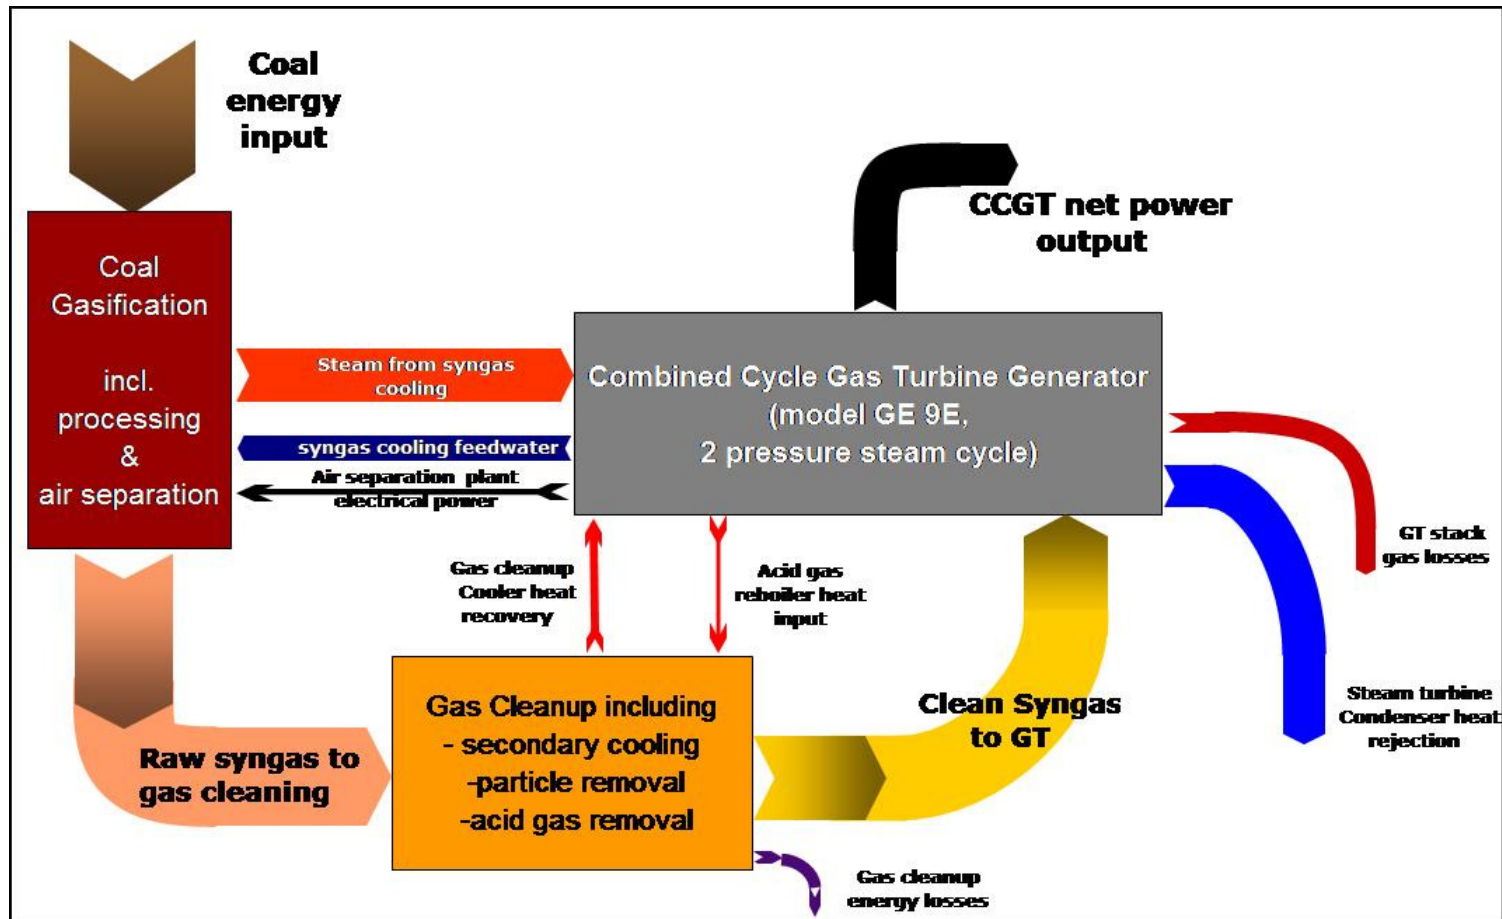 Coal
energy
input
CCGT net power
output
Coal
Gasification
incl.
processing
&
air separation
Steam from syngas
cooling
syngas cooling feedwater
Air separation plant
electrical power
Combined Cycle Gas Turbine Generator
(model GE 9E,
2 pressure steam cycle)
GT stack
gas losses
Gas cleanup
Cooler heat
recovery
Acid gas
reboiler heat
input
Steam turbine
Condenser heat
rejection
Raw syngas to
gas cleaning
Gas Cleanup including
- secondary cooling
-particle removal
-acid gas removal
Clean Syngas
to GT
Gas cleanup
energy losses